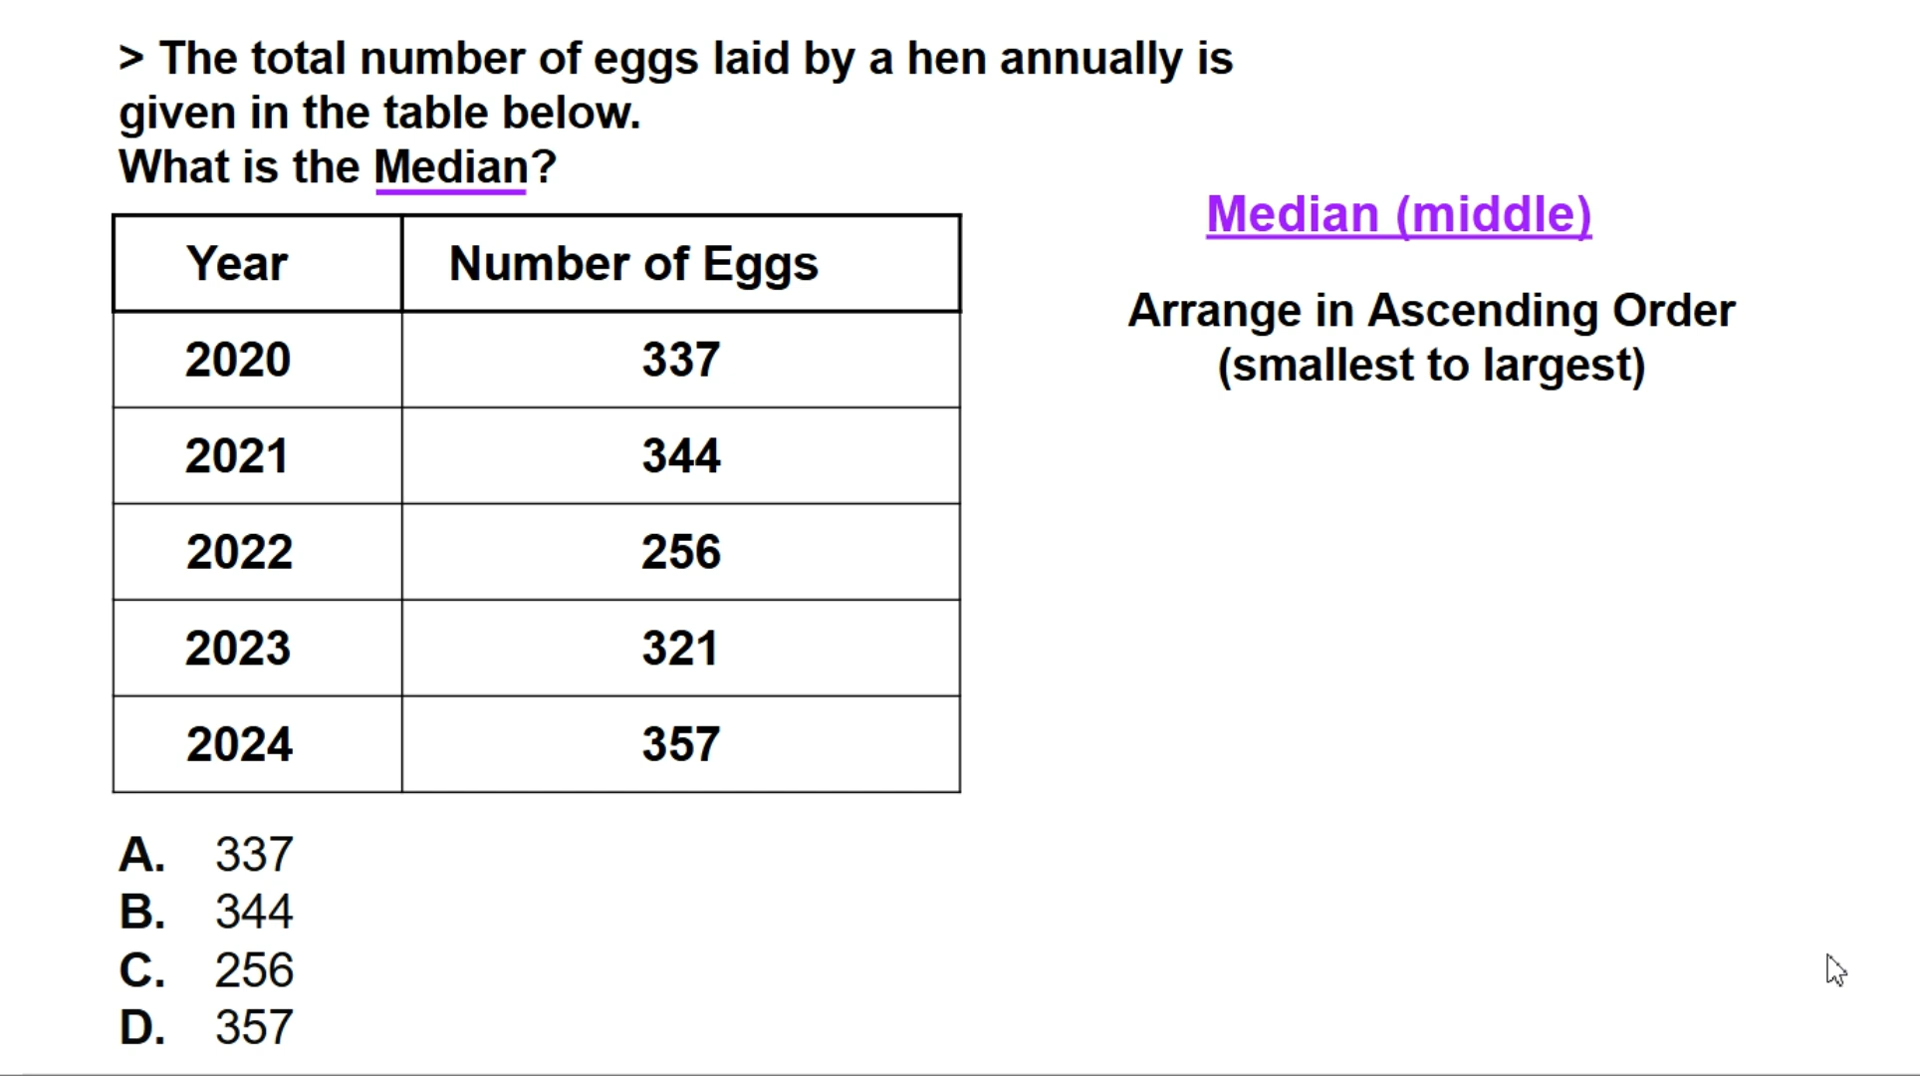 > The total number of eggs laid by a hen annually is
given in the table below.
What is the Median?
Year Number of Eggs
2020 337
2021 344
2022 256
2023 321
2024 357
A. 337
B. 344
C. 256
D. 357
Median (middle)
Arrange in Ascending Order
(smallest to largest)